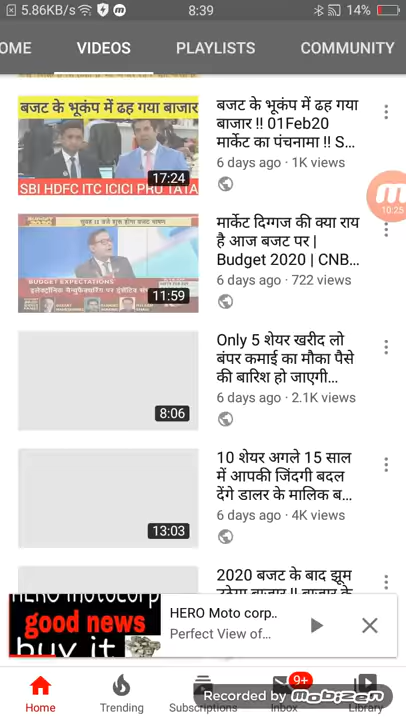 5.86KB/s
8:39
14%
OME
VIDEOS
PLAYLISTS
COMMUNITY
बजट के भूकंप में ढह गया बाजार
SBI HDFC ITC ICICI PRU TATA
17:24
बजट के भूकंप में ढह गया
बाजार !! 01Feb20
मार्केट का पंचनामा !! S...
6 days ago · 1K views
10:25
BUDGET EXPECTATIONS
11:59
मार्केट दिग्गज की क्या राय
है आज बजट पर |
Budget 2020 | CNB...
6 days ago · 722 views
8:06
Only 5 शेयर खरीद लो
बंपर कमाई का मौका पैसे
की बारिश हो जाएगी...
6 days ago · 2.1K views
13:03
10 शेयर अगले 15 साल
में आपकी जिंदगी बदल
देंगे डालर के मालिक ब...
6 days ago · 4K views
2020 बजट के बाद झूम
HERO motocorp
good news
buy it
HERO Moto corp..
Perfect View of...
Home
Trending
Subscriptions
9+
Inbox
Library
Recorded by mobizen